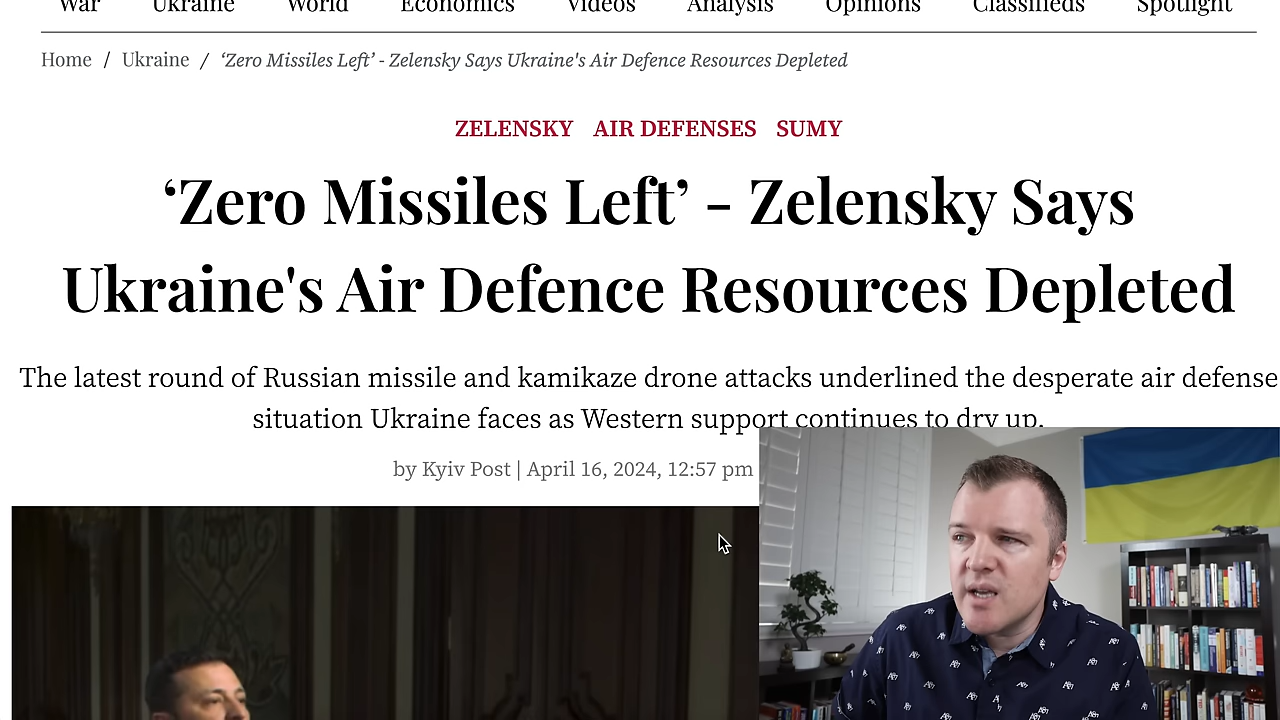 War Ukraine World Economics Videos Analysis Opinions Classifieds Spotlight
Home / Ukraine / ‘Zero Missiles Left’ - Zelensky Says Ukraine's Air Defence Resources Depleted
ZELENSKY AIR DEFENSES SUMY
‘Zero Missiles Left’ - Zelensky Says
Ukraine's Air Defence Resources Depleted
The latest round of Russian missile and kamikaze drone attacks underlined the desperate air defense
situation Ukraine faces as Western support continues to dry up.
by Kyiv Post | April 16, 2024, 12:57 pm